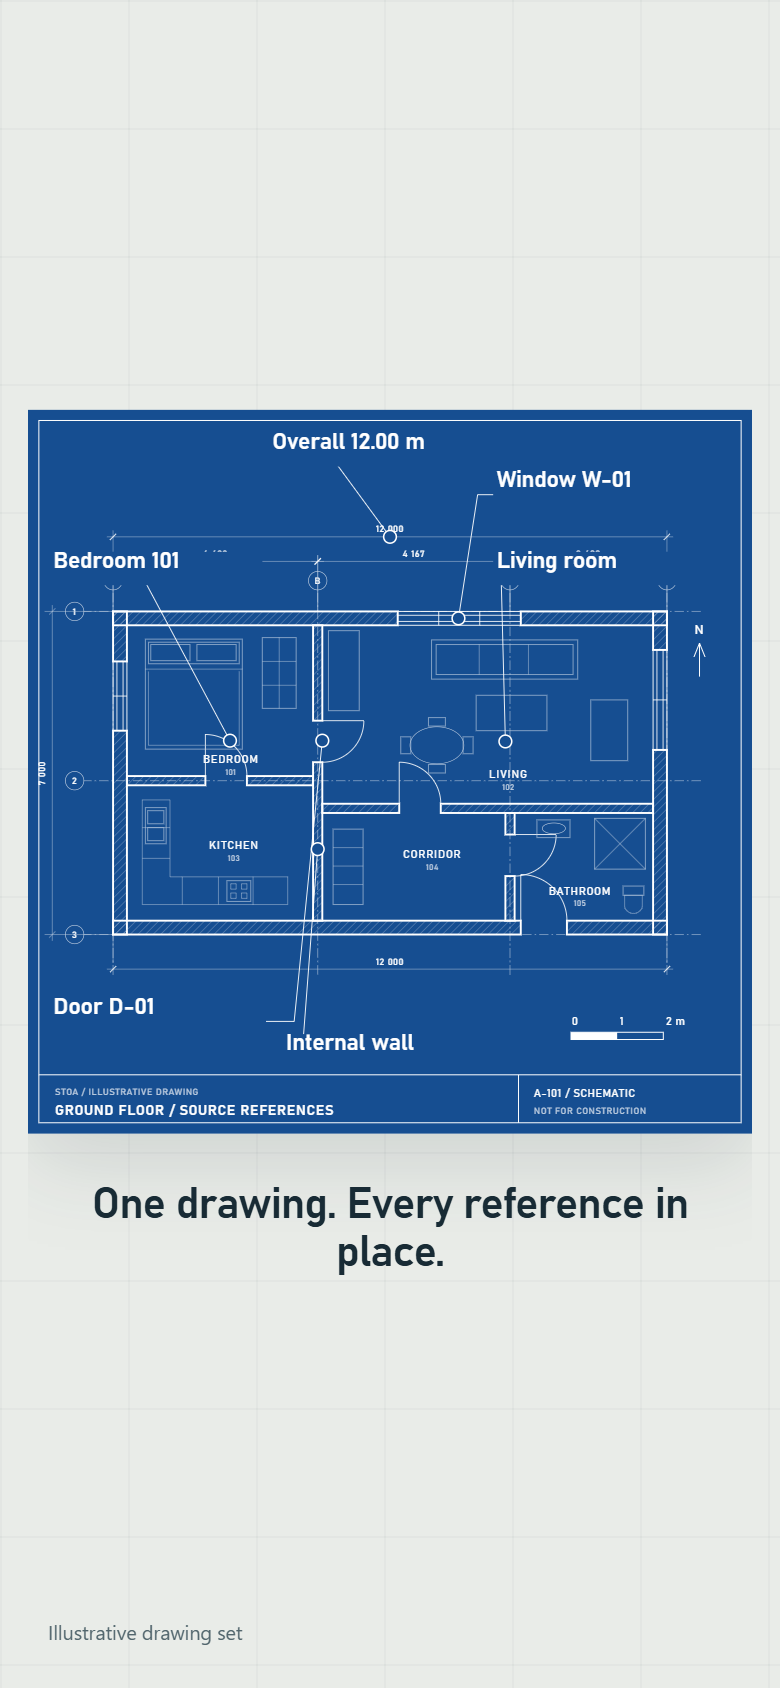 Overall 12.00 m
Window W-01
12 000
Bedroom 101
4 167
Living room
B
1
N
BEDROOM
101
7 000
2
LIVING
102
KITCHEN
103
CORRIDOR
104
BATHROOM
105
3
12 000
Door D-01
0 1 2 m
Internal wall
STOA / ILLUSTRATIVE DRAWING
GROUND FLOOR / SOURCE REFERENCES
A-101 / SCHEMATIC
NOT FOR CONSTRUCTION
One drawing. Every reference in
place.
Illustrative drawing set